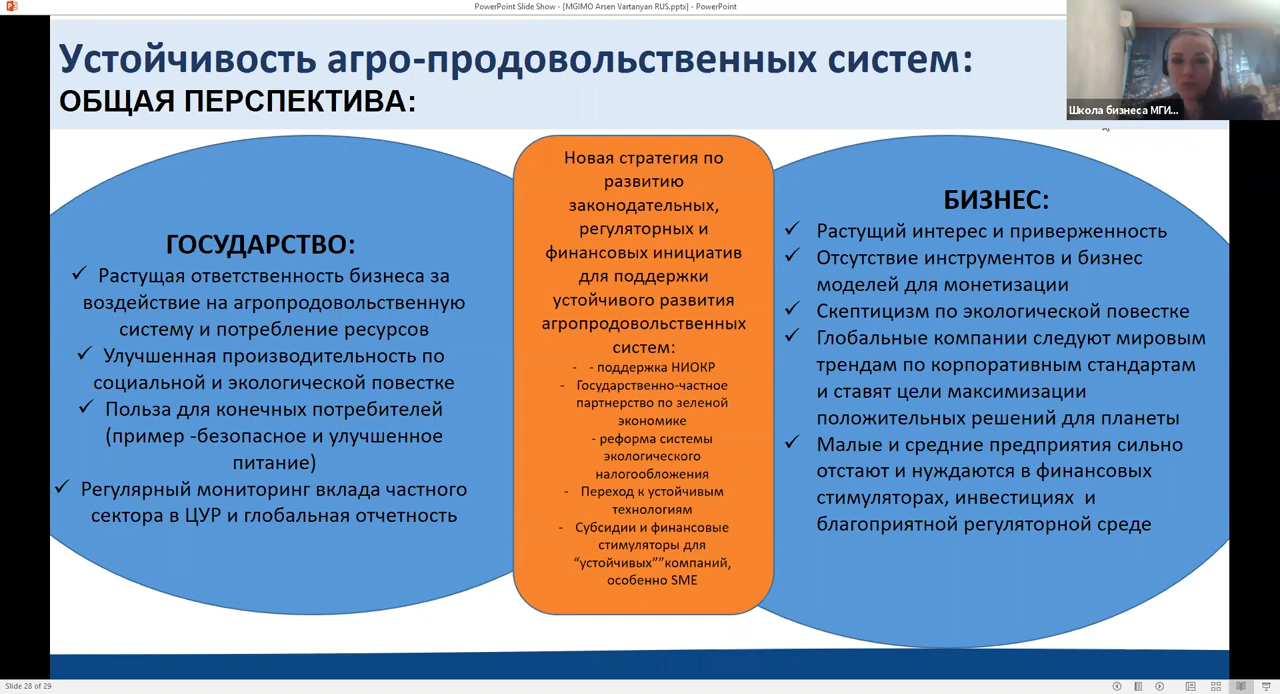 PowerPoint Slide Show - [MGIMO Arsen Vartanyan RUS.pptx] - PowerPoint
Устойчивость агро-продовольственных систем:
ОБЩАЯ ПЕРСПЕКТИВА:
Школа бизнеса МГИ...
ГОСУДАРСТВО:
✓ Растущая ответственность бизнеса за
воздействие на агропродовольственную
систему и потребление ресурсов
✓ Улучшенная производительность по
социальной и экологической повестке
✓ Польза для конечных потребителей
(пример -безопасное и улучшенное
питание)
✓ Регулярный мониторинг вклада частного
сектора в ЦУР и глобальная отчетность
Новая стратегия по
развитию
законодательных,
регуляторных и
финансовых инициатив
для поддержки
устойчивого развития
агропродовольственных
систем:
- - поддержка НИОКР
- Государственно-частное
партнерство по зеленой
экономике
- реформа системы
экологического
налогообложения
- Переход к устойчивым
технологиям
- Субсидии и финансовые
стимуляторы для
“устойчивых””компаний,
особенно SME
БИЗНЕС:
✓ Растущий интерес и приверженность
✓ Отсутствие инструментов и бизнес
моделей для монетизации
✓ Скептицизм по экологической повестке
✓ Глобальные компании следуют мировым
трендам по корпоративным стандартам
и ставят цели максимизации
положительных решений для планеты
✓ Малые и средние предприятия сильно
отстают и нуждаются в финансовых
стимуляторах, инвестициях и
благоприятной регуляторной среде
Slide 28 of 29